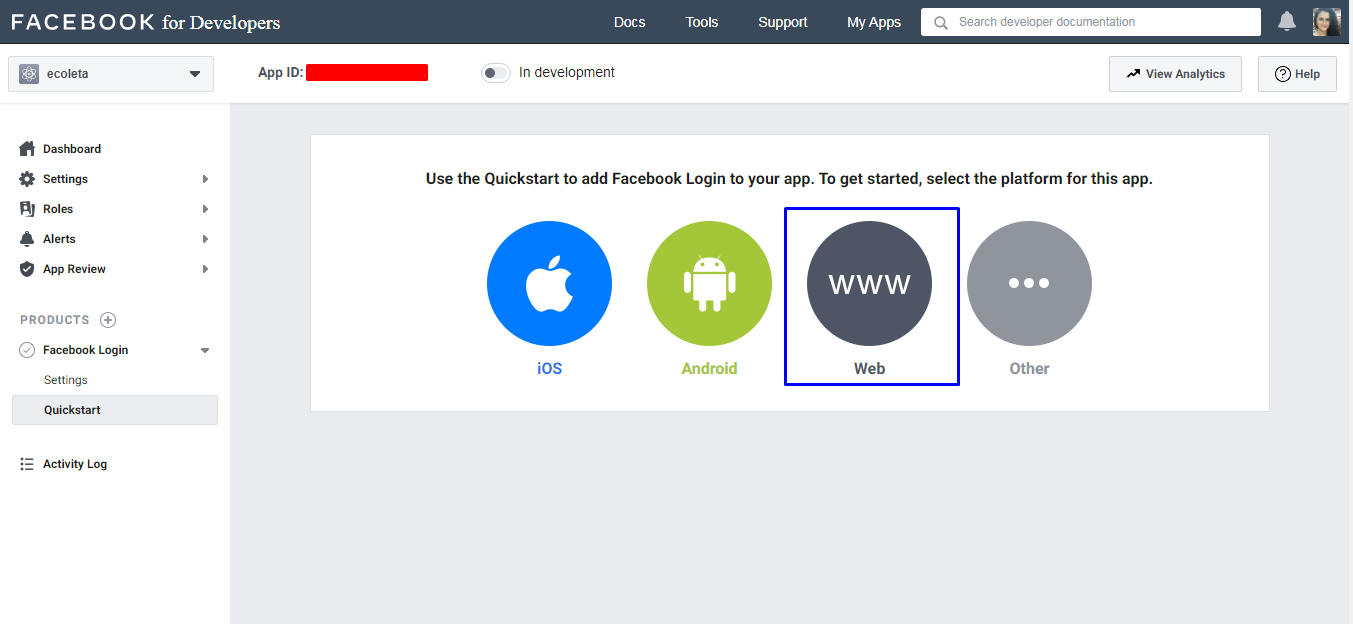 FACEBOOK for Developers
Docs
Tools
Support
My Apps
Search developer documentation
ecoleta
App ID:
In development
View Analytics
Help
Dashboard
Settings
Roles
Alerts
App Review
PRODUCTS
Facebook Login
Settings
Quickstart
Activity Log
Use the Quickstart to add Facebook Login to your app. To get started, select the platform for this app.
www
iOS
Android
Web
Other